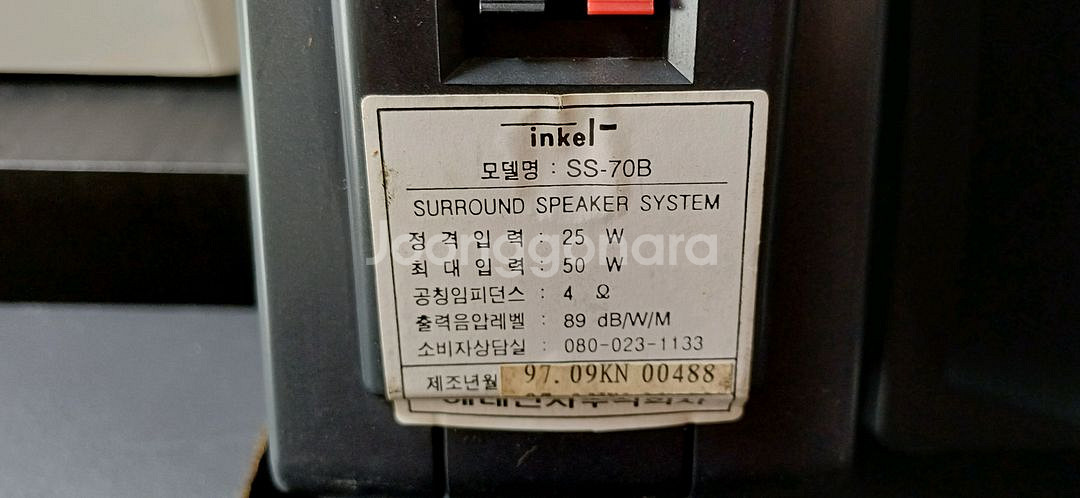 inkel
모델명 : SS-70B
SURROUND SPEAKER SYSTEM
정격입력 : 25 W
최대입력 : 50 W
공칭임피던스 : 4 Ω
출력음압레벨 : 89 dB/W/M
소비자상담실 : 080-023-1133
제조년월 97. 09KN 00488
Joonggonara